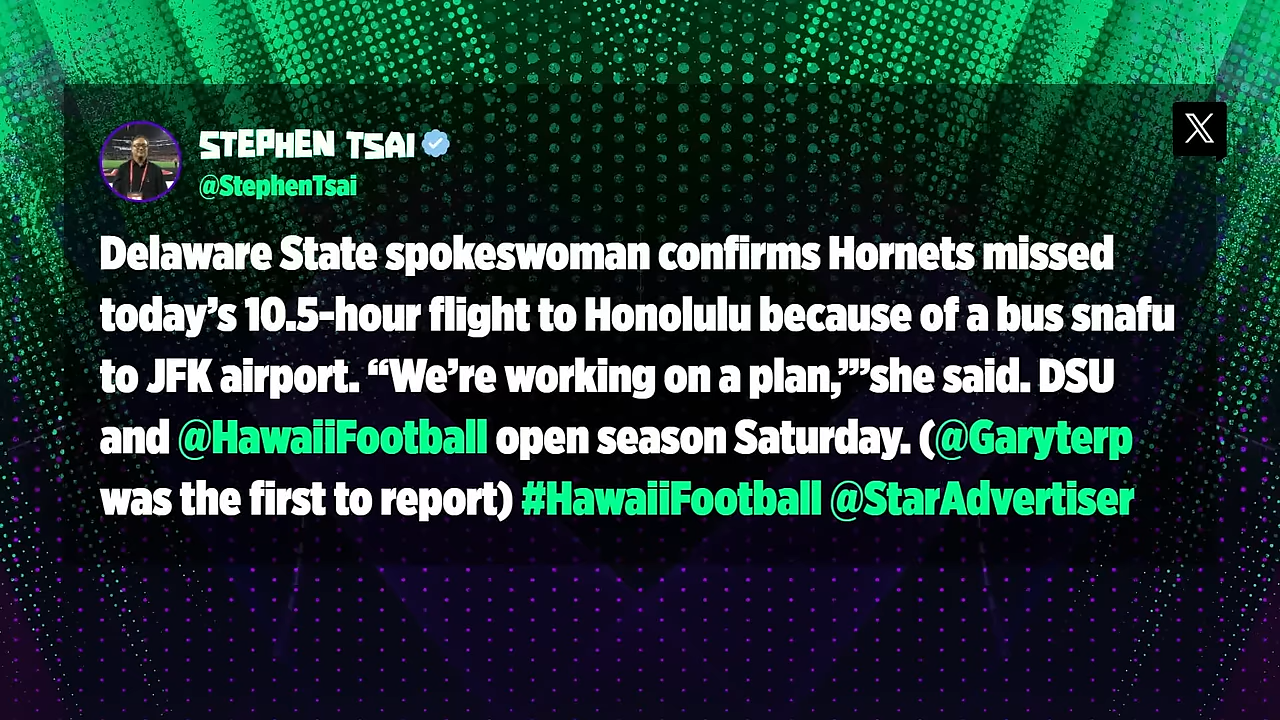 STEPHEN TSAI
@StephenTsai
Delaware State spokeswoman confirms Hornets missed
today’s 10.5-hour flight to Honolulu because of a bus snafu
to JFK airport. “We’re working on a plan,”’she said. DSU
and @HawaiiFootball open season Saturday. (@Garyterp
was the first to report) #HawaiiFootball @StarAdvertiser